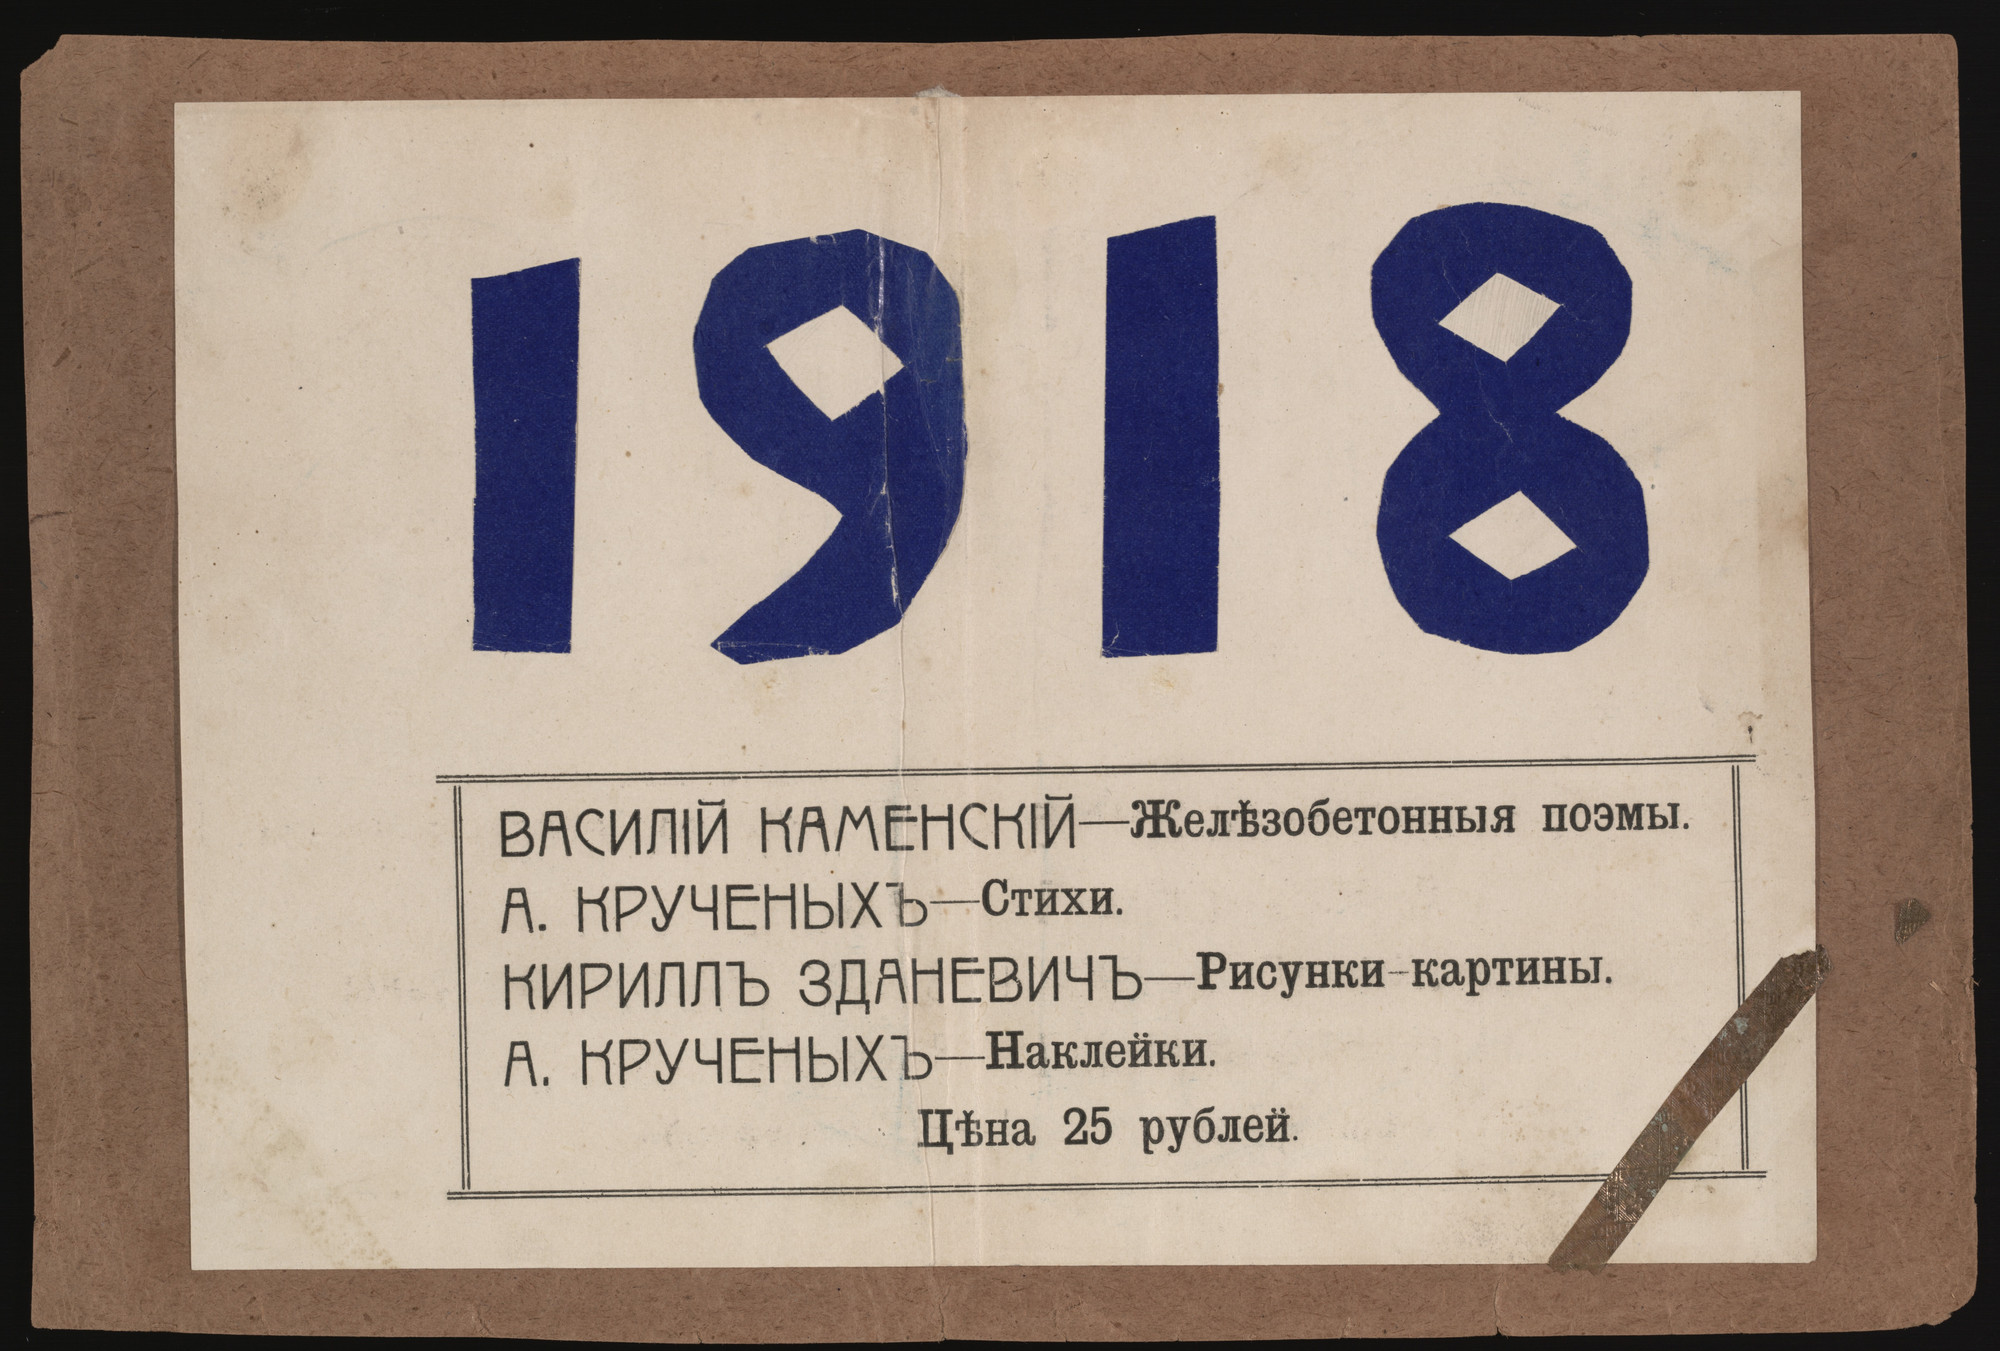 1918
ВАСИЛІЙ КАМЕНСКІЙ—Желѣзобетонныя поэмы.
А. КРУЧЕНЫХЪ—Стихи.
КИРИЛЛЪ ЗДАНЕВИЧЪ—Рисунки-картины.
А. КРУЧЕНЫХЪ—Наклейки.
Цѣна 25 рублей.